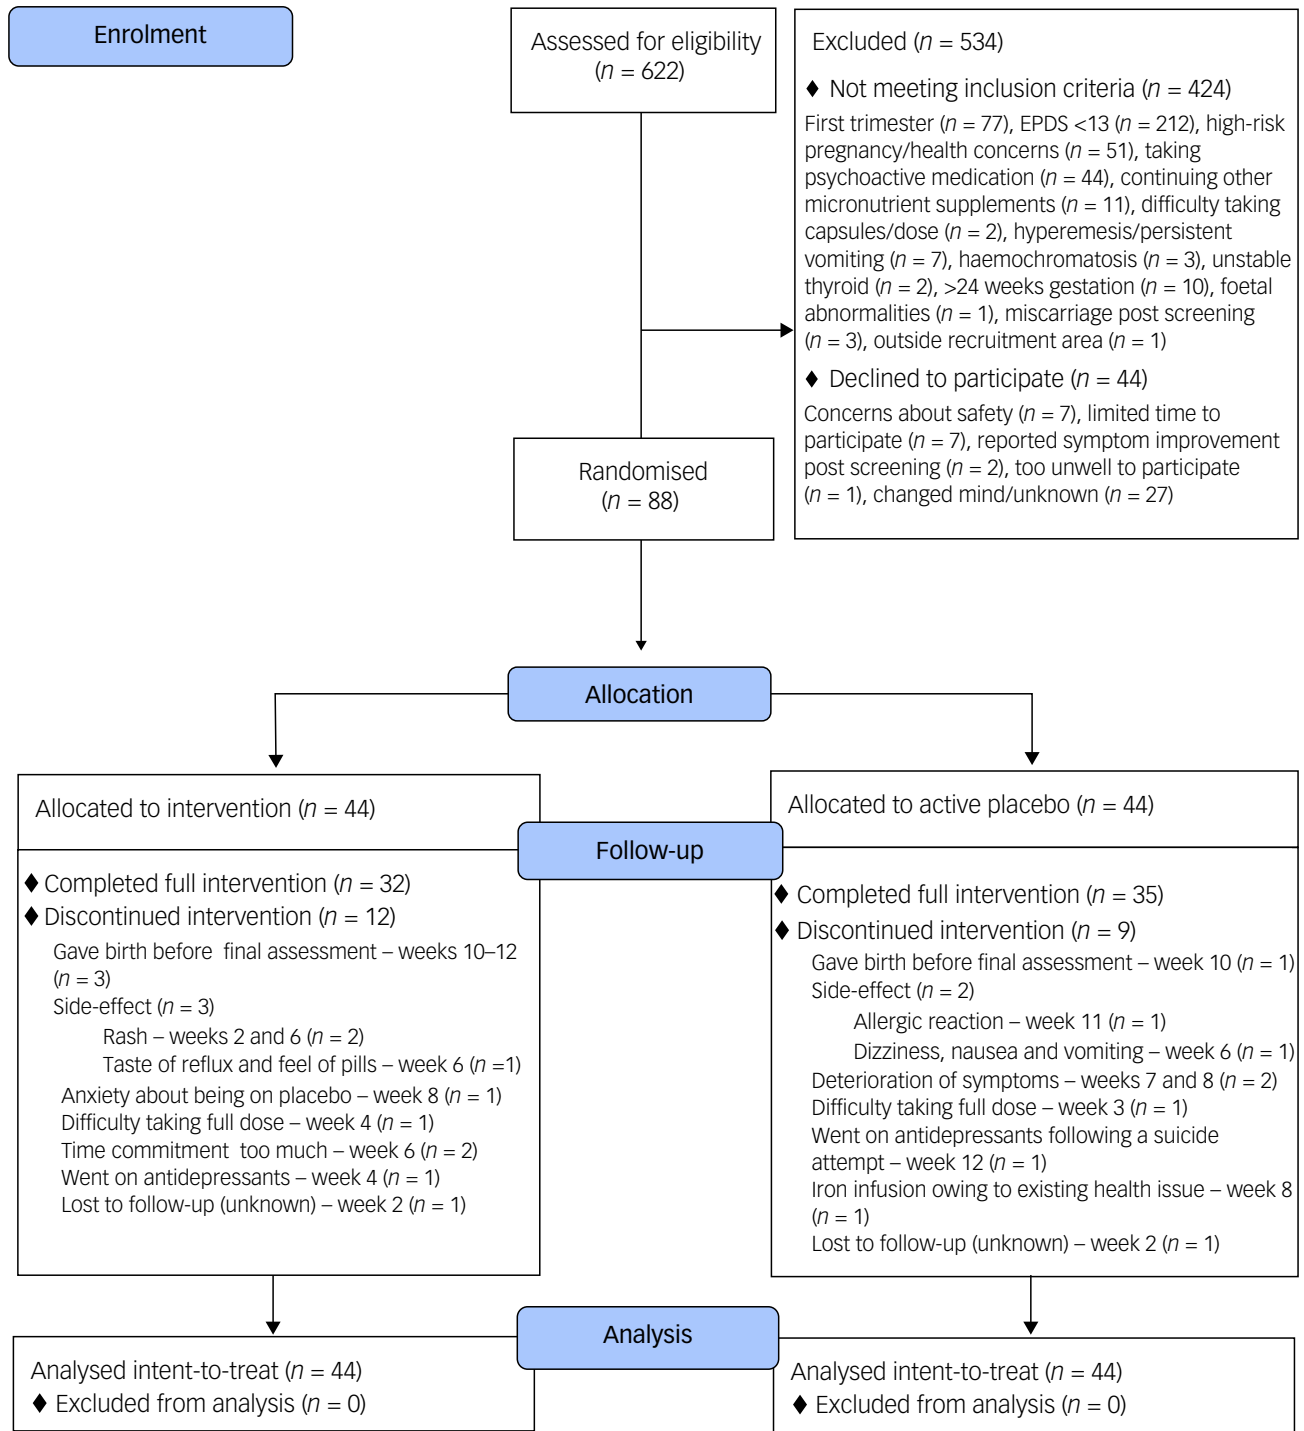 Enrolment
Assessed for eligibility
(n = 622)
Excluded (n = 534)
♦ Not meeting inclusion criteria (n = 424)
First trimester (n = 77), EPDS <13 (n = 212), high-risk
pregnancy/health concerns (n = 51), taking
psychoactive medication (n = 44), continuing other
micronutrient supplements (n = 11), difficulty taking
capsules/dose (n = 2), hyperemesis/persistent
vomiting (n = 7), haemochromatosis (n = 3), unstable
thyroid (n = 2), >24 weeks gestation (n = 10), foetal
abnormalities (n = 1), miscarriage post screening
(n = 3), outside recruitment area (n = 1)
♦ Declined to participate (n = 44)
Concerns about safety (n = 7), limited time to
participate (n = 7), reported symptom improvement
post screening (n = 2), too unwell to participate
(n = 1), changed mind/unknown (n = 27)
Randomised
(n = 88)
Allocation
Allocated to intervention (n = 44)
Allocated to active placebo (n = 44)
Follow-up
♦ Completed full intervention (n = 32)
♦ Discontinued intervention (n = 12)
Gave birth before final assessment – weeks 10–12
(n = 3)
Side-effect (n = 3)
Rash – weeks 2 and 6 (n = 2)
Taste of reflux and feel of pills – week 6 (n =1)
Anxiety about being on placebo – week 8 (n = 1)
Difficulty taking full dose – week 4 (n = 1)
Time commitment too much – week 6 (n = 2)
Went on antidepressants – week 4 (n = 1)
Lost to follow-up (unknown) – week 2 (n = 1)
♦ Completed full intervention (n = 35)
♦ Discontinued intervention (n = 9)
Gave birth before final assessment – week 10 (n = 1)
Side-effect (n = 2)
Allergic reaction – week 11 (n = 1)
Dizziness, nausea and vomiting – week 6 (n = 1)
Deterioration of symptoms – weeks 7 and 8 (n = 2)
Difficulty taking full dose – week 3 (n = 1)
Went on antidepressants following a suicide
attempt – week 12 (n = 1)
Iron infusion owing to existing health issue – week 8
(n = 1)
Lost to follow-up (unknown) – week 2 (n = 1)
Analysis
Analysed intent-to-treat (n = 44)
♦ Excluded from analysis (n = 0)
Analysed intent-to-treat (n = 44)
♦ Excluded from analysis (n = 0)